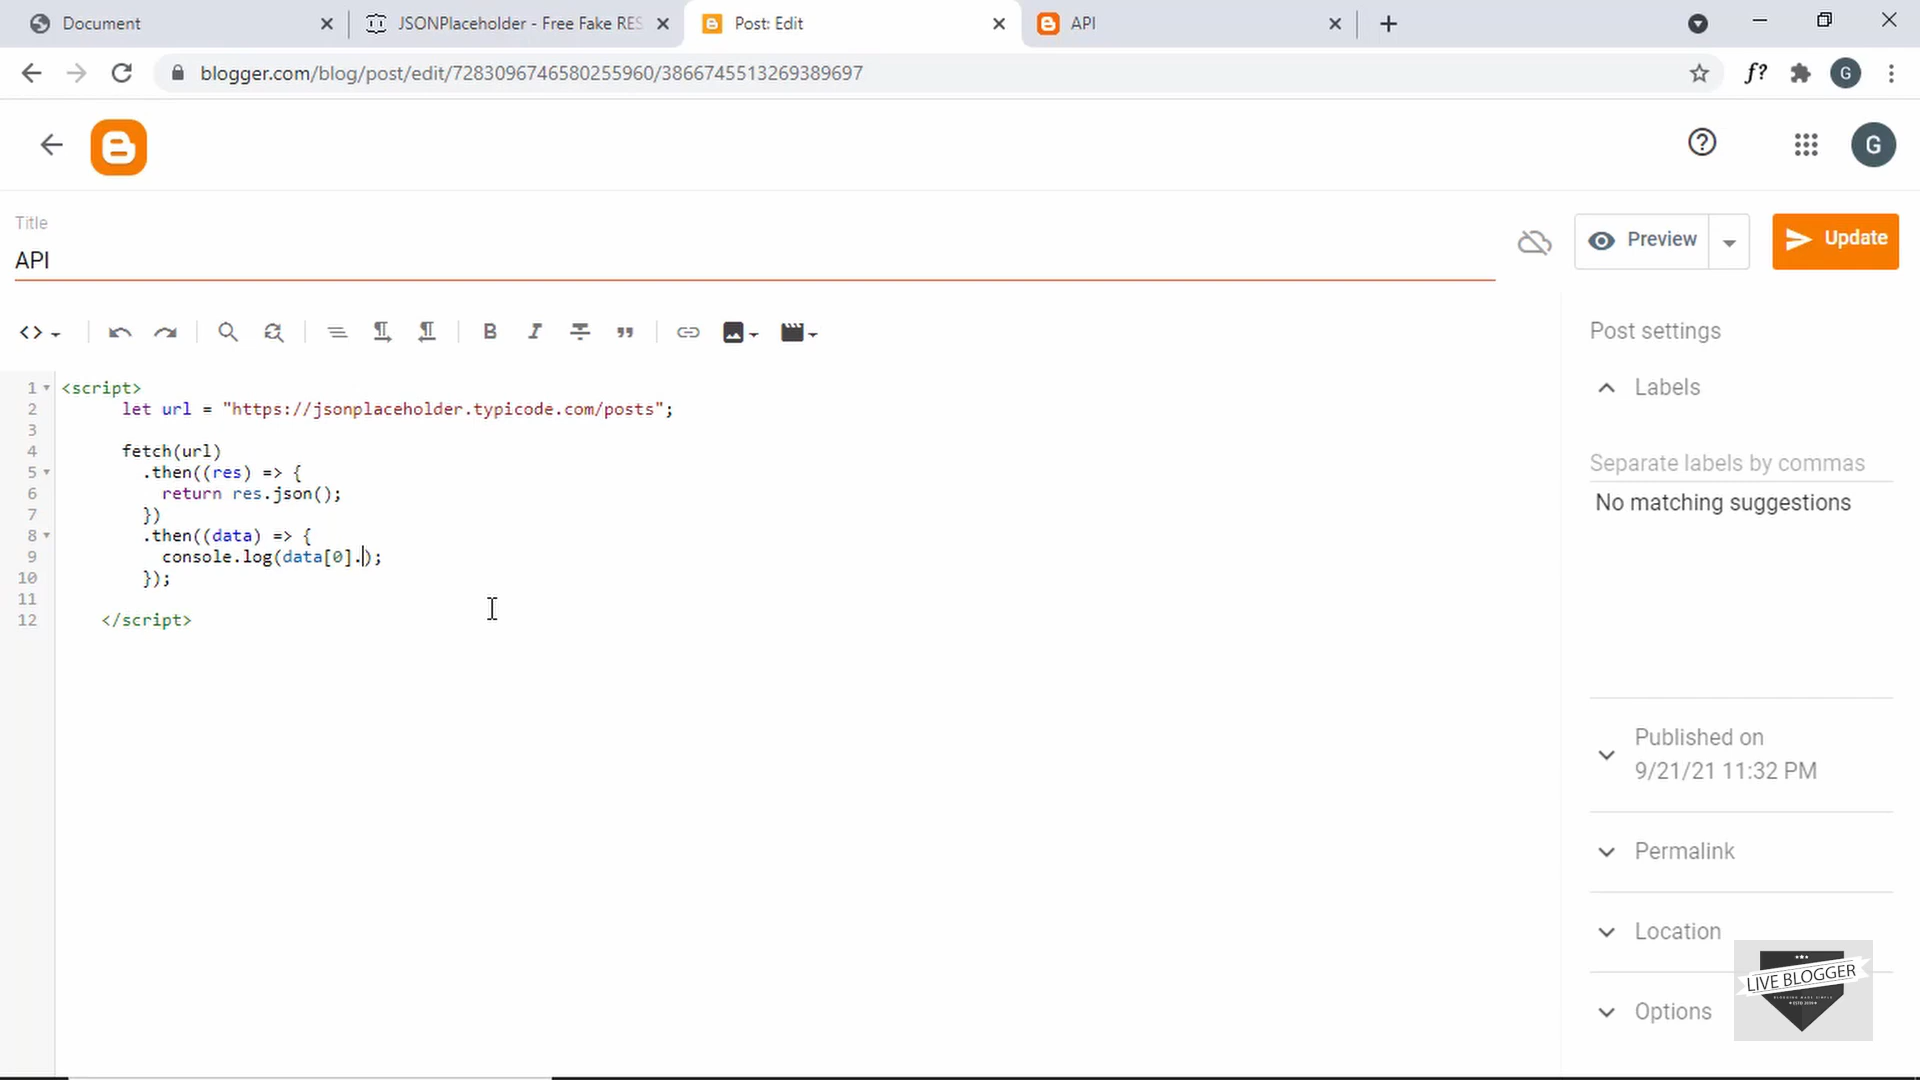 Document
JSONPlaceholder - Free Fake RES
Post: Edit
API
blogger.com/blog/post/edit/7283096746580255960/3866745513269389697
f?
G
G
Title
API
Preview
Update
Post settings
Labels
Separate labels by commas
No matching suggestions
1 <script>
2 let url = "https://jsonplaceholder.typicode.com/posts";
3
4 fetch(url)
5 .then((res) => {
6 return res.json();
7 })
8 .then((data) => {
9 console.log(data[0].);
10 });
11
12 </script>
Published on
9/21/21 11:32 PM
Permalink
Location
Options
LIVE BLOGGER